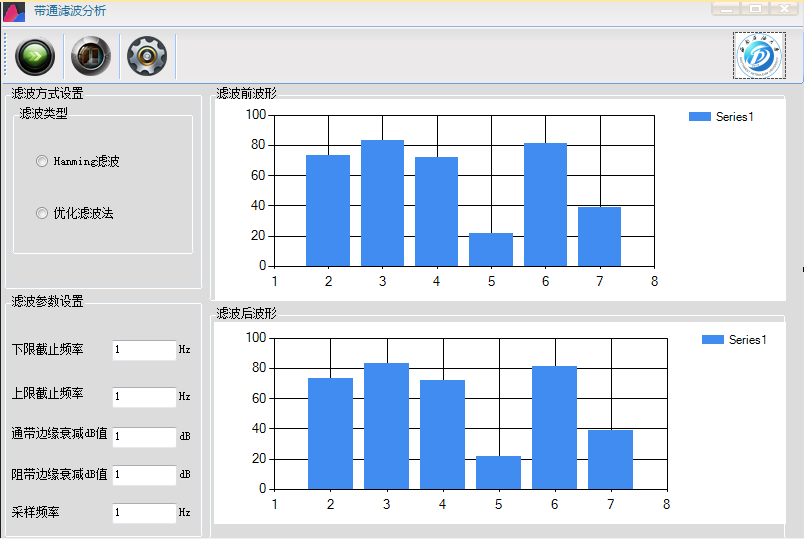 带通滤波分析
滤波方式设置
滤波类型
Hanming滤波
优化滤波法
滤波参数设置
下限截止频率 1 Hz
上限截止频率 1 Hz
通带边缘衰减dB值 1 dB
阻带边缘衰减dB值 1 dB
采样频率 1 Hz
滤波前波形
100
80
60
40
20
0
1 2 3 4 5 6 7 8
Series1
滤波后波形
100
80
60
40
20
0
1 2 3 4 5 6 7 8
Series1